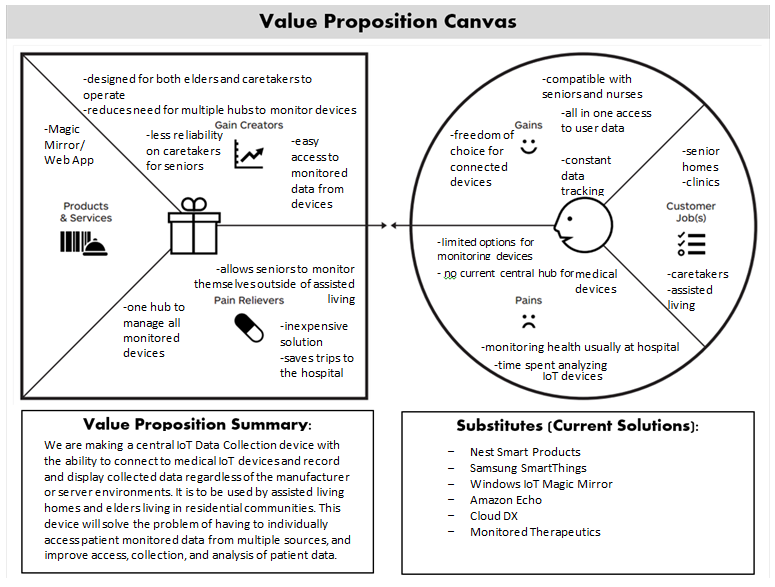 Value Proposition Canvas
-designed for both elders and caretakers to
operate
-reduces need for multiple hubs to monitor devices
Gain Creators
-less reliability
on caretakers
for seniors
-easy
access to
monitored
data from
devices
-Magic
Mirror/
Web App
Products
& Services
-allows seniors to monitor
themselves outside of assisted
living
Pain Relievers
-one hub to
manage all
monitored
devices
-inexpensive
solution
-saves trips to
the hospital
-compatible with
seniors and nurses
Gains
-all in one access
to user data
-freedom of
choice for
connected
devices
-constant
data
tracking
-senior
homes
-clinics
Customer
Job(s)
-caretakers
-assisted
living
-limited options for
monitoring devices
- no current central hub for medical
devices
Pains
-monitoring health usually at hospital
-time spent analyzing
IoT devices
Value Proposition Summary:
We are making a central IoT Data Collection device with
the ability to connect to medical IoT devices and record
and display collected data regardless of the manufacturer
or server environments. It is to be used by assisted living
homes and elders living in residential communities. This
device will solve the problem of having to individually
access patient monitored data from multiple sources, and
improve access, collection, and analysis of patient data.
Substitutes (Current Solutions):
– Nest Smart Products
– Samsung SmartThings
– Windows IoT Magic Mirror
– Amazon Echo
– Cloud DX
– Monitored Therapeutics